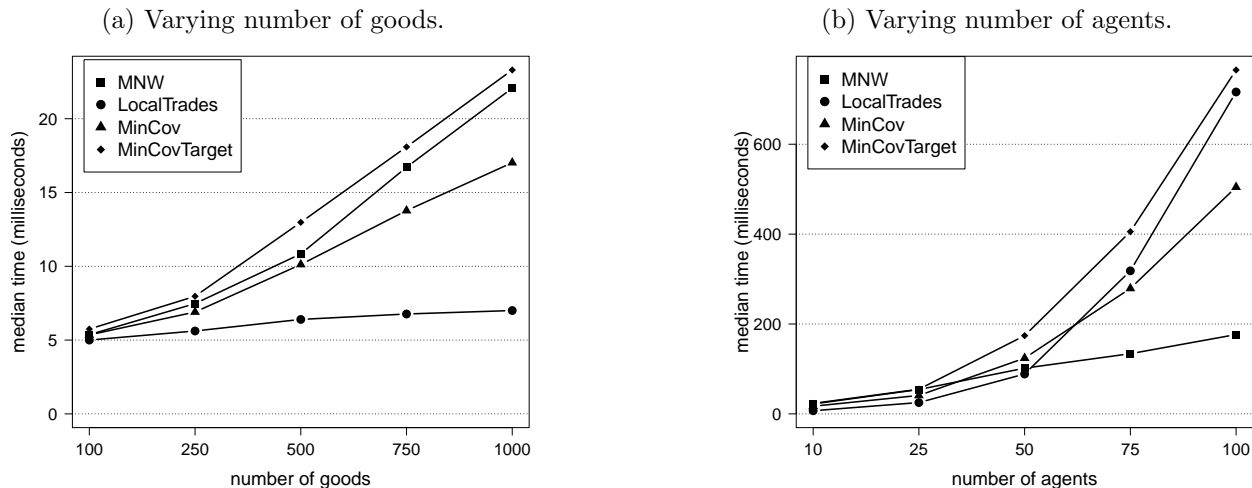 (a) Varying number of goods.
MNW
LocalTrades
MinCov
MinCovTarget
median time (milliseconds)
20
15
10
5
0
100 250 500 750 1000
number of goods
(b) Varying number of agents.
MNW
LocalTrades
MinCov
MinCovTarget
median time (milliseconds)
600
400
200
0
10 25 50 75 100
number of agents